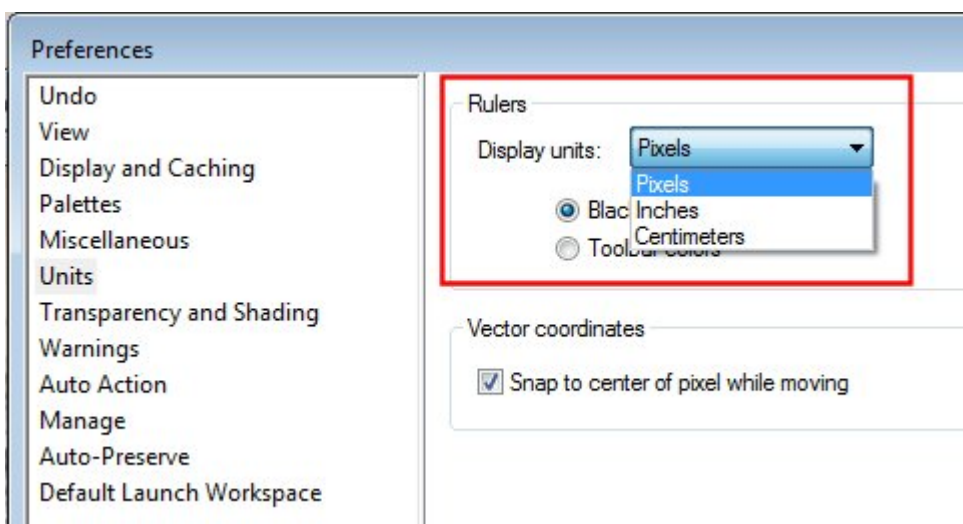 Preferences
Undo
View
Display and Caching
Palettes
Miscellaneous
Units
Transparency and Shading
Warnings
Auto Action
Manage
Auto-Preserve
Default Launch Workspace
Rulers
Display units: Pixels
Pixels
Inches
Centimeters
Vector coordinates
Snap to center of pixel while moving